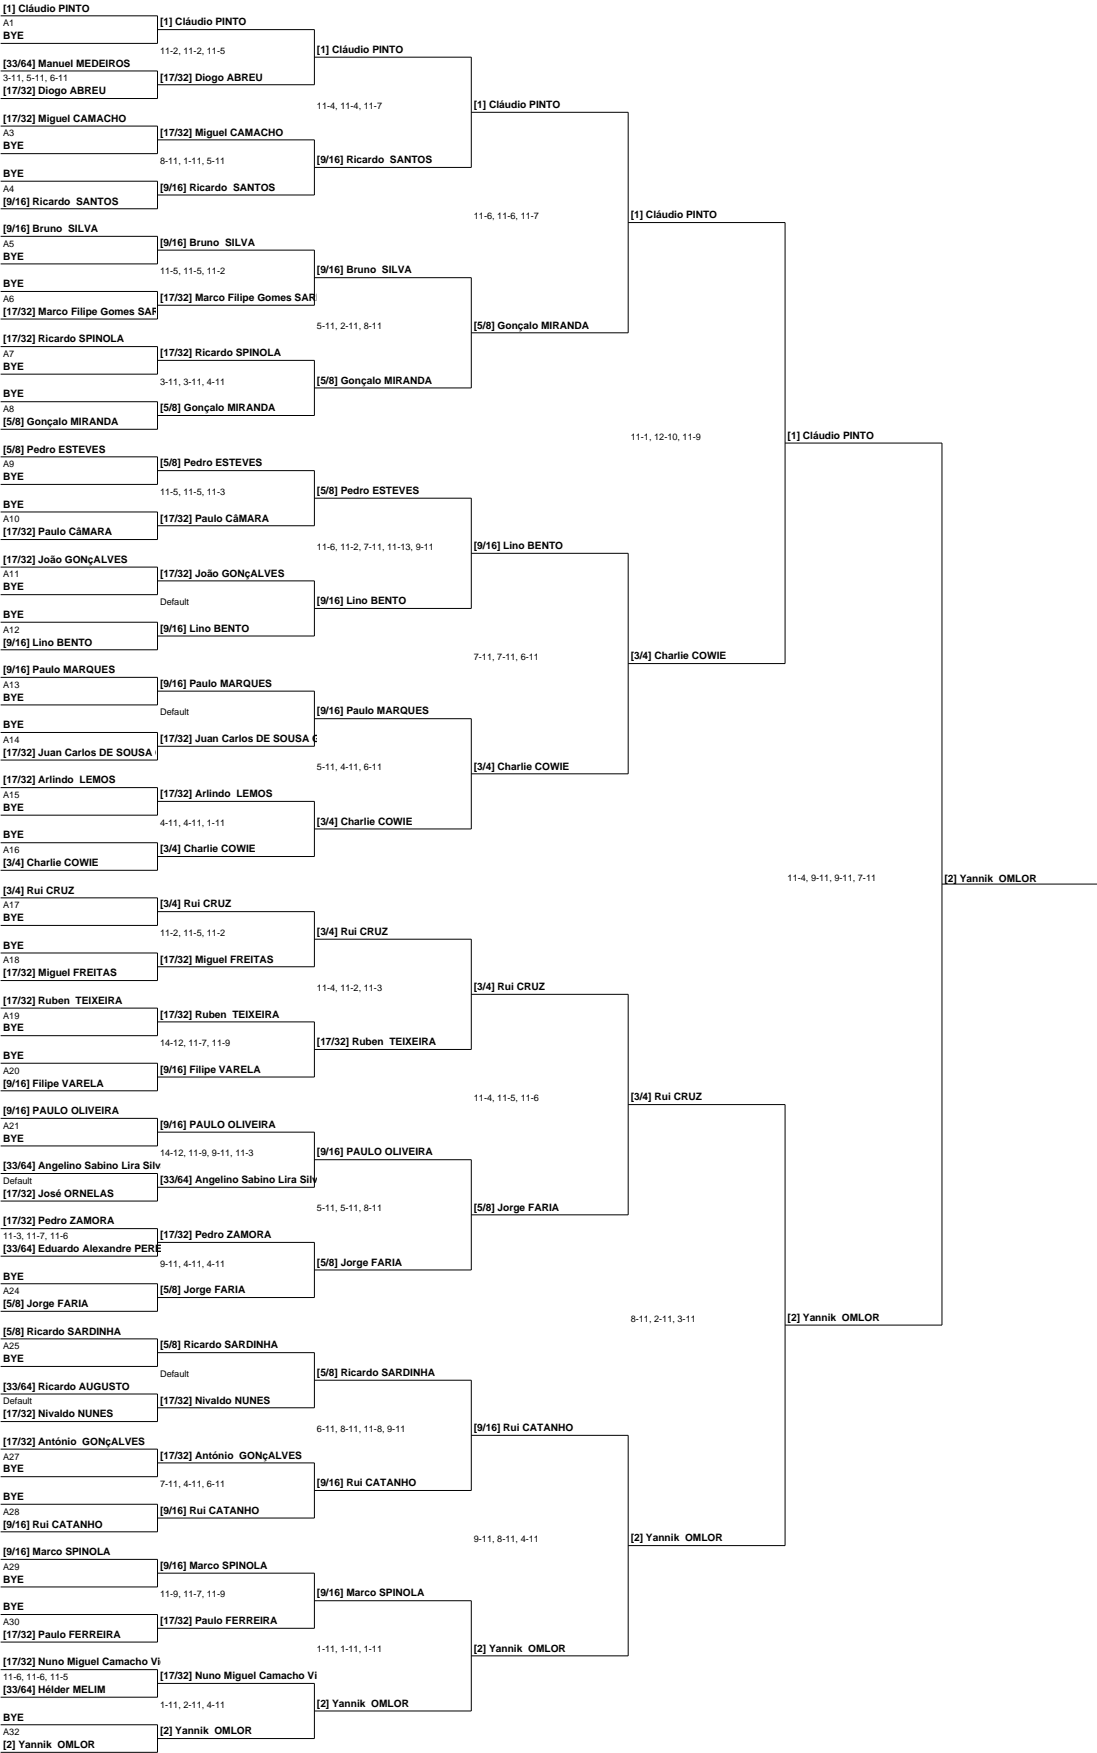 [1] Cláudio PINTO
A1
BYE
[33/64] Manuel MEDEIROS
3-11, 5-11, 6-11
[17/32] Diogo ABREU
[17/32] Miguel CAMACHO
A3
BYE
BYE
A4
[9/16] Ricardo SANTOS
[9/16] Bruno SILVA
A5
BYE
BYE
A6
[17/32] Marco Filipe Gomes SAR
[17/32] Ricardo SPINOLA
A7
BYE
BYE
A8
[5/8] Gonçalo MIRANDA
[5/8] Pedro ESTEVES
A9
BYE
BYE
A10
[17/32] Paulo CâMARA
[17/32] João GONçALVES
A11
BYE
BYE
A12
[9/16] Lino BENTO
[9/16] Paulo MARQUES
A13
BYE
BYE
A14
[17/32] Juan Carlos DE SOUSA
[17/32] Arlindo LEMOS
A15
BYE
BYE
A16
[3/4] Charlie COWIE
[3/4] Rui CRUZ
A17
BYE
BYE
A18
[17/32] Miguel FREITAS
[17/32] Ruben TEIXEIRA
A19
BYE
BYE
A20
[9/16] Filipe VARELA
[9/16] PAULO OLIVEIRA
A21
BYE
[33/64] Angelino Sabino Lira Silv
Default
[17/32] José ORNELAS
[17/32] Pedro ZAMORA
11-3, 11-7, 11-6
[33/64] Eduardo Alexandre PERE
BYE
A24
[5/8] Jorge FARIA
[5/8] Ricardo SARDINHA
A25
BYE
[33/64] Ricardo AUGUSTO
Default
[17/32] Nivaldo NUNES
[17/32] António GONçALVES
A27
BYE
BYE
A28
[9/16] Rui CATANHO
[9/16] Marco SPINOLA
A29
BYE
BYE
A30
[17/32] Paulo FERREIRA
[17/32] Nuno Miguel Camacho Vi
11-6, 11-6, 11-5
[33/64] Hélder MELIM
BYE
A32
[2] Yannik OMLOR
[1] Cláudio PINTO
11-2, 11-2, 11-5
[17/32] Diogo ABREU
[17/32] Miguel CAMACHO
8-11, 1-11, 5-11
[9/16] Ricardo SANTOS
[9/16] Bruno SILVA
11-5, 11-5, 11-2
[17/32] Marco Filipe Gomes SAR
[17/32] Ricardo SPINOLA
3-11, 3-11, 4-11
[5/8] Gonçalo MIRANDA
[5/8] Pedro ESTEVES
11-5, 11-5, 11-3
[17/32] Paulo CâMARA
[17/32] João GONçALVES
Default
[9/16] Lino BENTO
[9/16] Paulo MARQUES
Default
[17/32] Juan Carlos DE SOUSA G
[17/32] Arlindo LEMOS
4-11, 4-11, 1-11
[3/4] Charlie COWIE
[3/4] Rui CRUZ
11-2, 11-5, 11-2
[17/32] Miguel FREITAS
[17/32] Ruben TEIXEIRA
14-12, 11-7, 11-9
[9/16] Filipe VARELA
[9/16] PAULO OLIVEIRA
14-12, 11-9, 9-11, 11-3
[33/64] Angelino Sabino Lira Silv
[17/32] Pedro ZAMORA
9-11, 4-11, 4-11
[5/8] Jorge FARIA
[5/8] Ricardo SARDINHA
Default
[17/32] Nivaldo NUNES
[17/32] António GONçALVES
7-11, 4-11, 6-11
[9/16] Rui CATANHO
[9/16] Marco SPINOLA
11-9, 11-7, 11-9
[17/32] Paulo FERREIRA
[17/32] Nuno Miguel Camacho Vi
1-11, 2-11, 4-11
[2] Yannik OMLOR
[1] Cláudio PINTO
11-4, 11-4, 11-7
[9/16] Ricardo SANTOS
[9/16] Bruno SILVA
5-11, 2-11, 8-11
[5/8] Gonçalo MIRANDA
[5/8] Pedro ESTEVES
11-6, 11-2, 7-11, 11-13, 9-11
[9/16] Lino BENTO
[9/16] Paulo MARQUES
5-11, 4-11, 6-11
[3/4] Charlie COWIE
[3/4] Rui CRUZ
11-4, 11-2, 11-3
[17/32] Ruben TEIXEIRA
[9/16] PAULO OLIVEIRA
5-11, 5-11, 8-11
[5/8] Jorge FARIA
[5/8] Ricardo SARDINHA
6-11, 8-11, 11-8, 9-11
[9/16] Rui CATANHO
[9/16] Marco SPINOLA
1-11, 1-11, 1-11
[2] Yannik OMLOR
[1] Cláudio PINTO
11-6, 11-6, 11-7
[5/8] Gonçalo MIRANDA
[9/16] Lino BENTO
7-11, 7-11, 6-11
[3/4] Charlie COWIE
[3/4] Rui CRUZ
11-4, 11-5, 11-6
[5/8] Jorge FARIA
[9/16] Rui CATANHO
9-11, 8-11, 4-11
[2] Yannik OMLOR
[1] Cláudio PINTO
11-1, 12-10, 11-9
[3/4] Charlie COWIE
[3/4] Rui CRUZ
8-11, 2-11, 3-11
[2] Yannik OMLOR
[1] Cláudio PINTO
11-4, 9-11, 9-11, 7-11
[2] Yannik OMLOR
[2] Yannik OMLOR